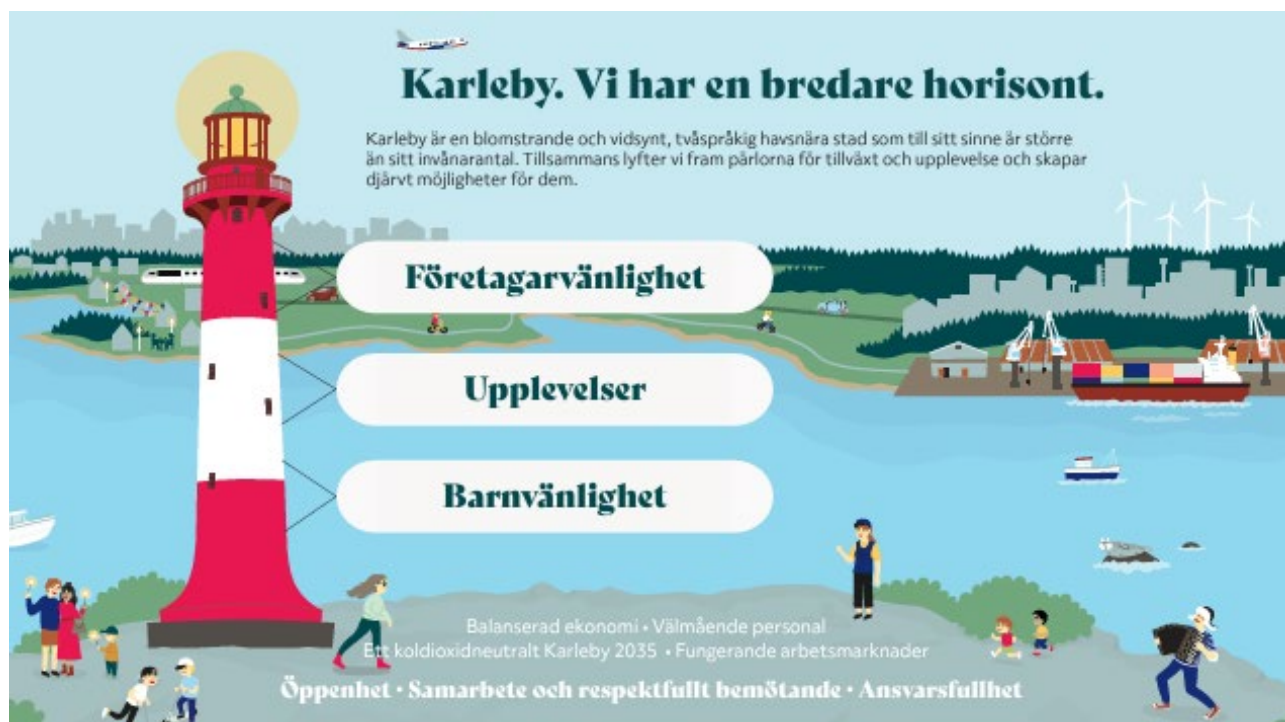 Karleby. Vi har en bredare horisont.
Karleby är en blomstrande och vidsynt, tvåspråkig havsnära stad som till sitt sinne är större
än sitt invånarantal. Tillsammans lyfter vi fram pärlorna för tillväxt och upplevelse och skapar
djärvt möjligheter för dem.
Företagarvänlighet
Upplevelser
Barnvänlighet
Balanserad ekonomi • Välmående personal
Ett koldioxidneutralt Karleby 2035 • Fungerande arbetsmarknader
Öppenhet • Samarbete och respektfullt bemötande • Ansvarsfullhet